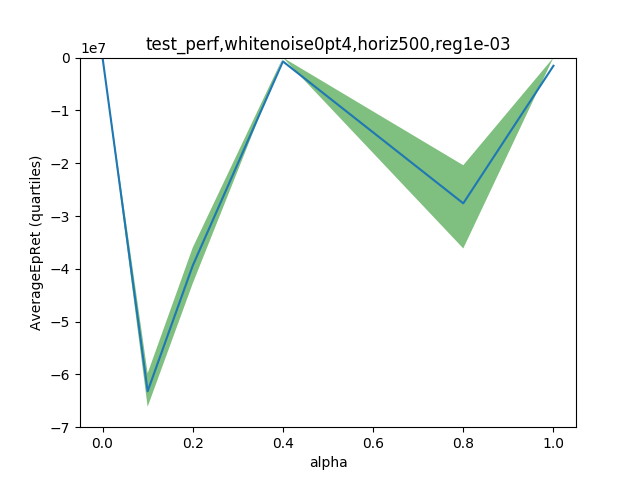 test_perf,whitenoise0pt4,horiz500,reg1e-03
1e7
0
−1
−2
−3
−4
−5
−6
−7
AverageEpRet (quartiles)
0.0 0.2 0.4 0.6 0.8 1.0
alpha